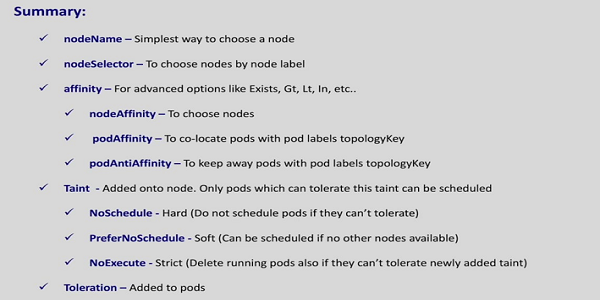 Summary:
✓ nodeName – Simplest way to choose a node
✓ nodeSelector – To choose nodes by node label
✓ affinity – For advanced options like Exists, Gt, Lt, In, etc..
✓ nodeAffinity – To choose nodes
✓ podAffinity – To co-locate pods with pod labels topologyKey
✓ podAntiAffinity – To keep away pods with pod labels topologyKey
✓ Taint - Added onto node. Only pods which can tolerate this taint can be scheduled
✓ NoSchedule - Hard (Do not schedule pods if they can’t tolerate)
✓ PreferNoSchedule - Soft (Can be scheduled if no other nodes available)
✓ NoExecute - Strict (Delete running pods also if they can’t tolerate newly added taint)
✓ Toleration – Added to pods